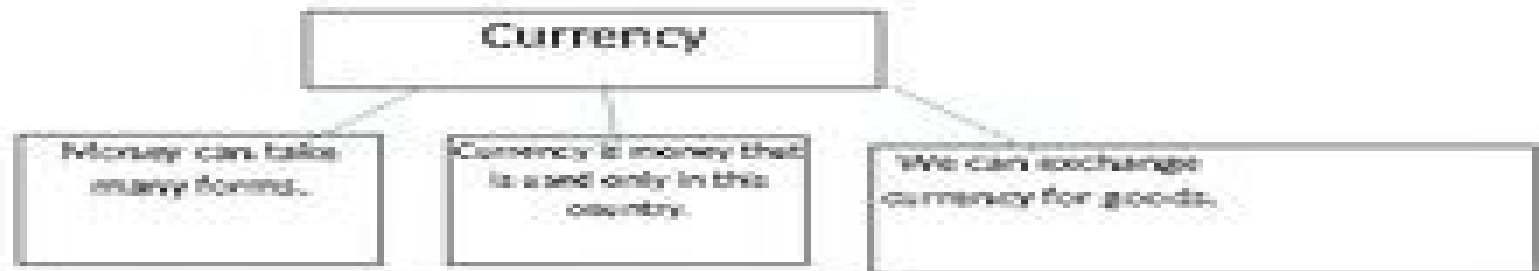 Currency
Money can take
many forms.
Currency is money that
is used only in this
country.
We can exchange
currency for goods.